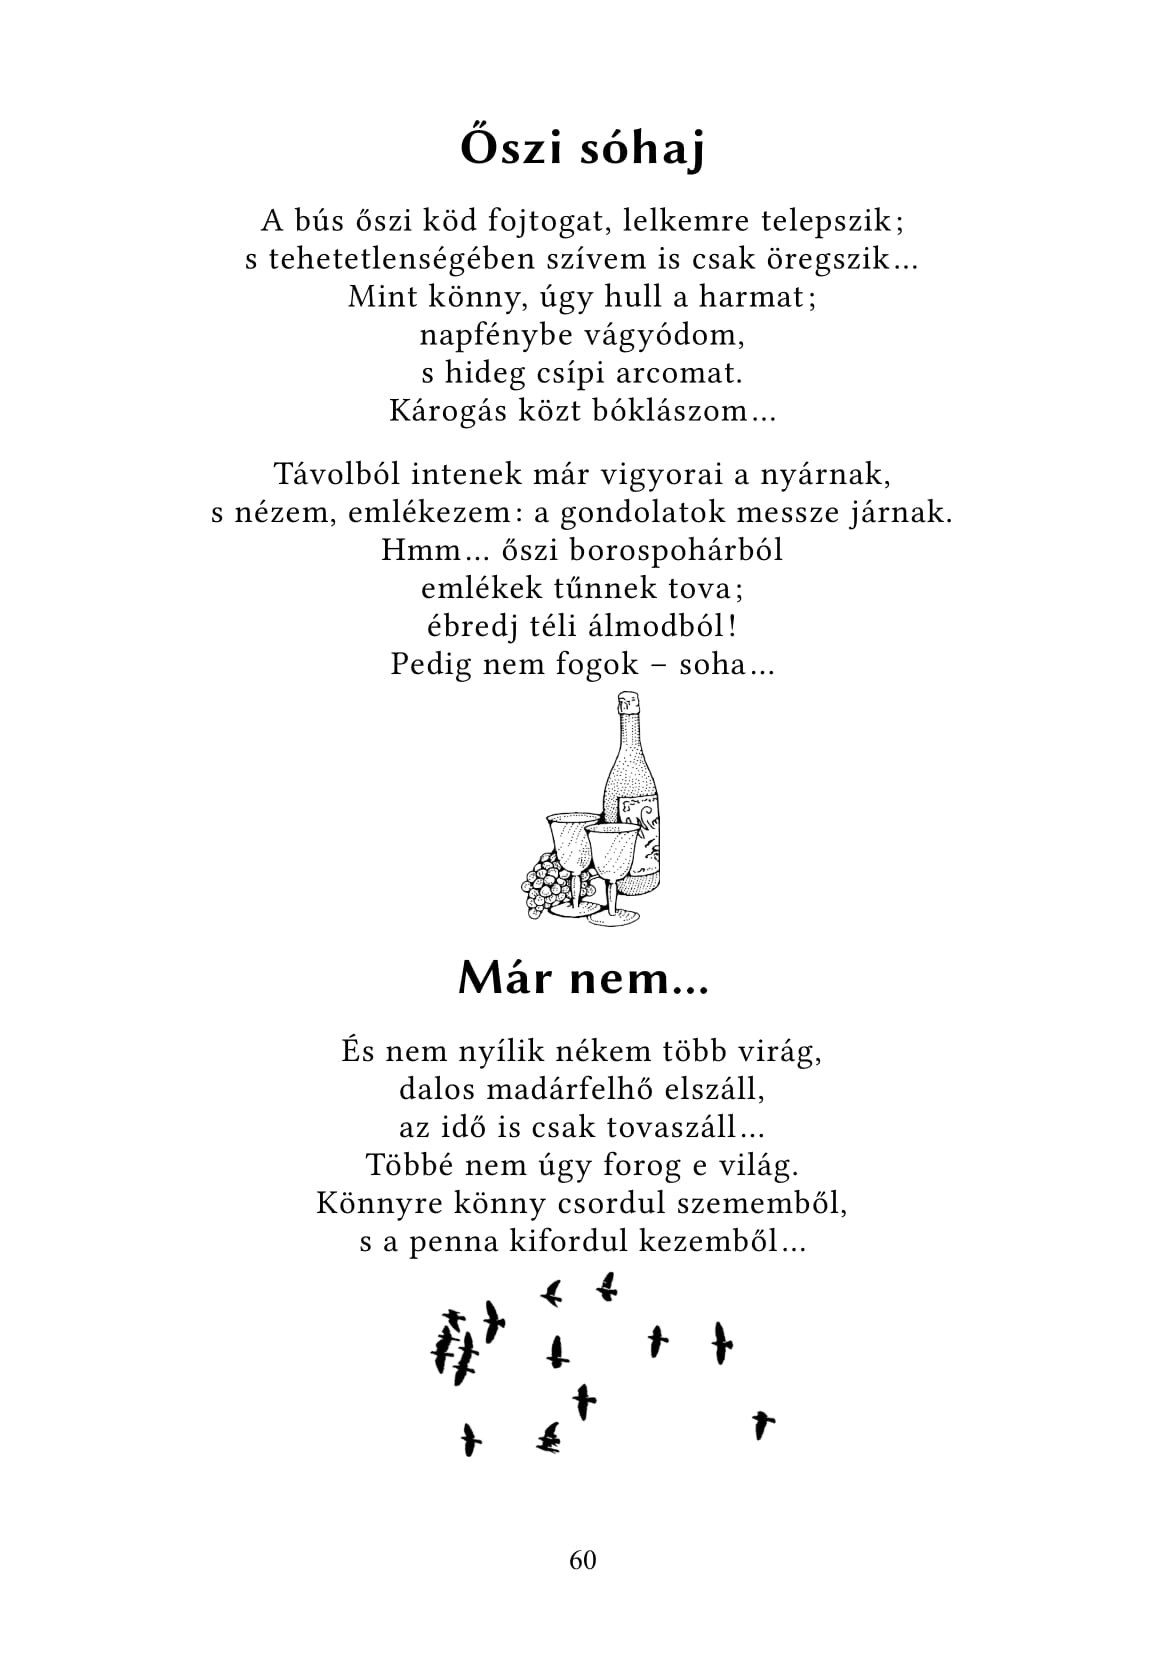 Őszi sóhaj
A bús őszi köd fojtogat, lelkemre telepszik;
s tehetetlenségében szívem is csak öregszik…
Mint könny, úgy hull a harmat;
napfénybe vágyódom,
s hideg csípi arcomat.
Károgás közt bóklászom…
Távolból intenek már vigyorai a nyárnak,
s nézem, emlékezem: a gondolatok messze járnak.
Hmm… őszi borospohárból
emlékek tűnnek tova;
ébredj téli álmodból!
Pedig nem fogok – soha…
Már nem…
És nem nyílik nékem több virág,
dalos madárfelhő elszáll,
az idő is csak tovaszáll…
Többé nem úgy forog e világ.
Könnyre könny csordul szememből,
s a penna kifordul kezemből…
60